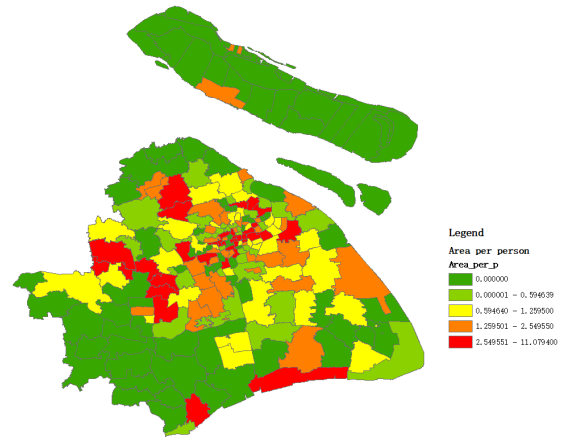 Legend
Area per person
Area_per_p
0.000000
0.000001 - 0.594639
0.594640 - 1.259500
1.259501 - 2.549550
2.549551 - 11.079400